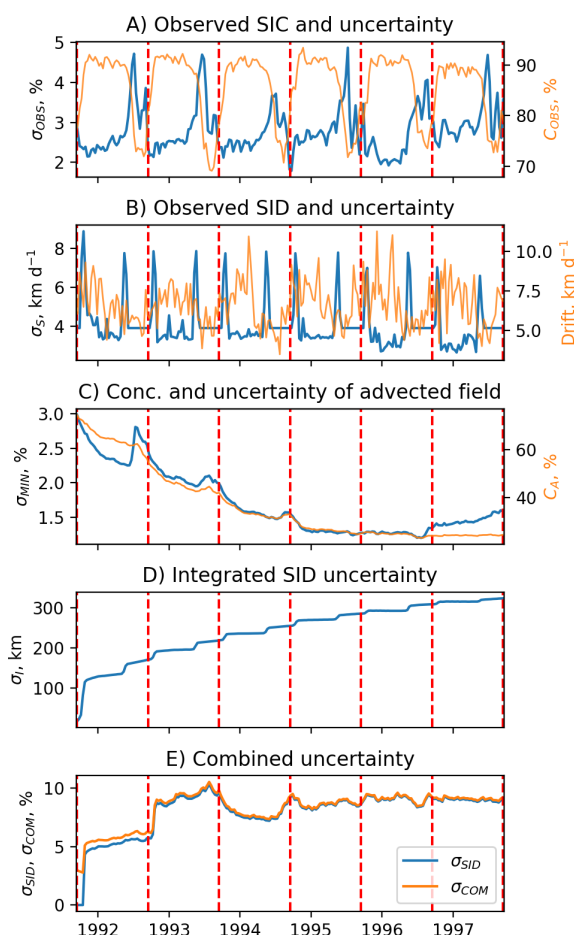 A) Observed SIC and uncertainty
5
4
3
2
σOBS, %
90
80
70
COBS, %
B) Observed SID and uncertainty
8
6
4
σS, km d⁻¹
10.0
7.5
5.0
Drift. km d⁻¹
C) Conc. and uncertainty of advected field
3.0
2.5
2.0
1.5
σMIN, %
60
40
CA, %
D) Integrated SID uncertainty
300
200
100
σI, km
E) Combined uncertainty
10
5
0
σSID, σCOM, %
σSID
σCOM
1992 1993 1994 1995 1996 1997